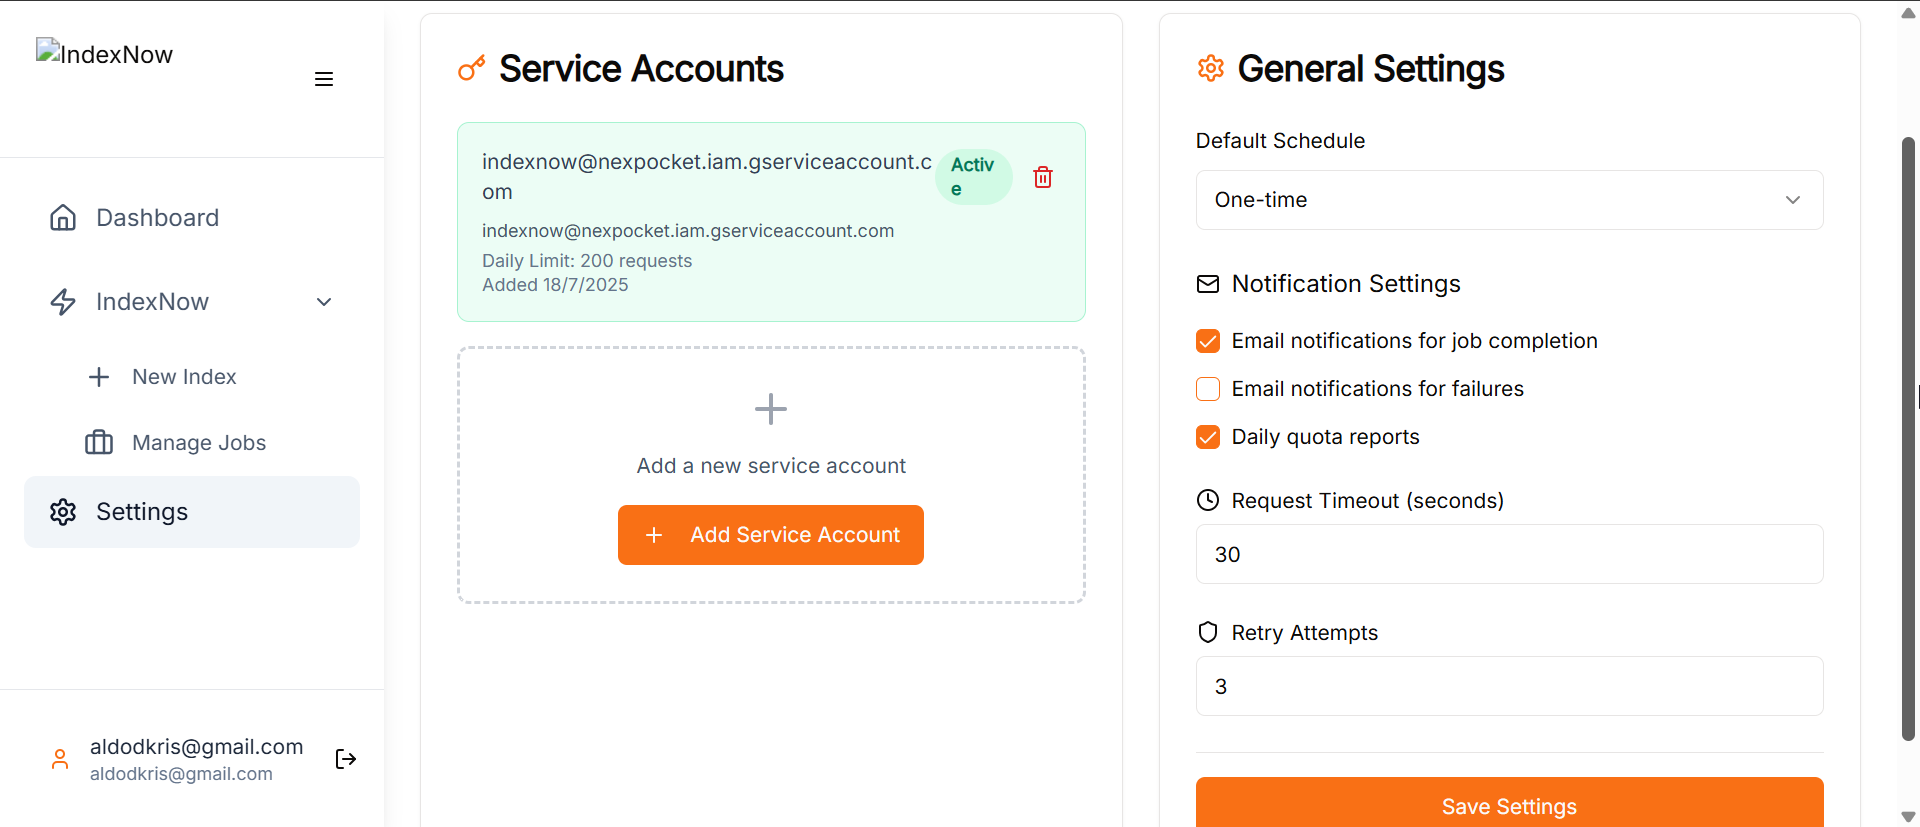 IndexNow
Dashboard
IndexNow
New Index
Manage Jobs
Settings
aldodkris@gmail.com
aldodkris@gmail.com
Service Accounts
indexnow@nexpocket.iam.gserviceaccount.c
om
Activ
e
indexnow@nexpocket.iam.gserviceaccount.com
Daily Limit: 200 requests
Added 18/7/2025
Add a new service account
Add Service Account
General Settings
Default Schedule
One-time
Notification Settings
Email notifications for job completion
Email notifications for failures
Daily quota reports
Request Timeout (seconds)
30
Retry Attempts
3
Save Settings